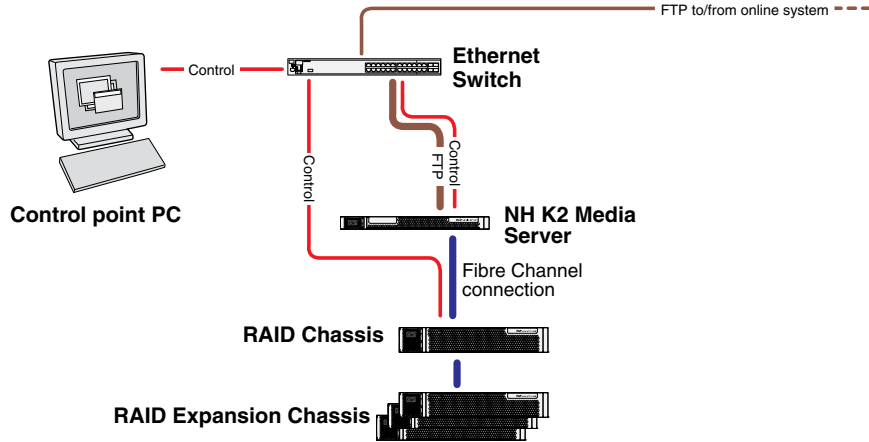 FTP to/from online system
Ethernet
Switch
Control
Control
FTP
Control
Control point PC
NH K2 Media
Server
Fibre Channel
connection
RAID Chassis
RAID Expansion Chassis